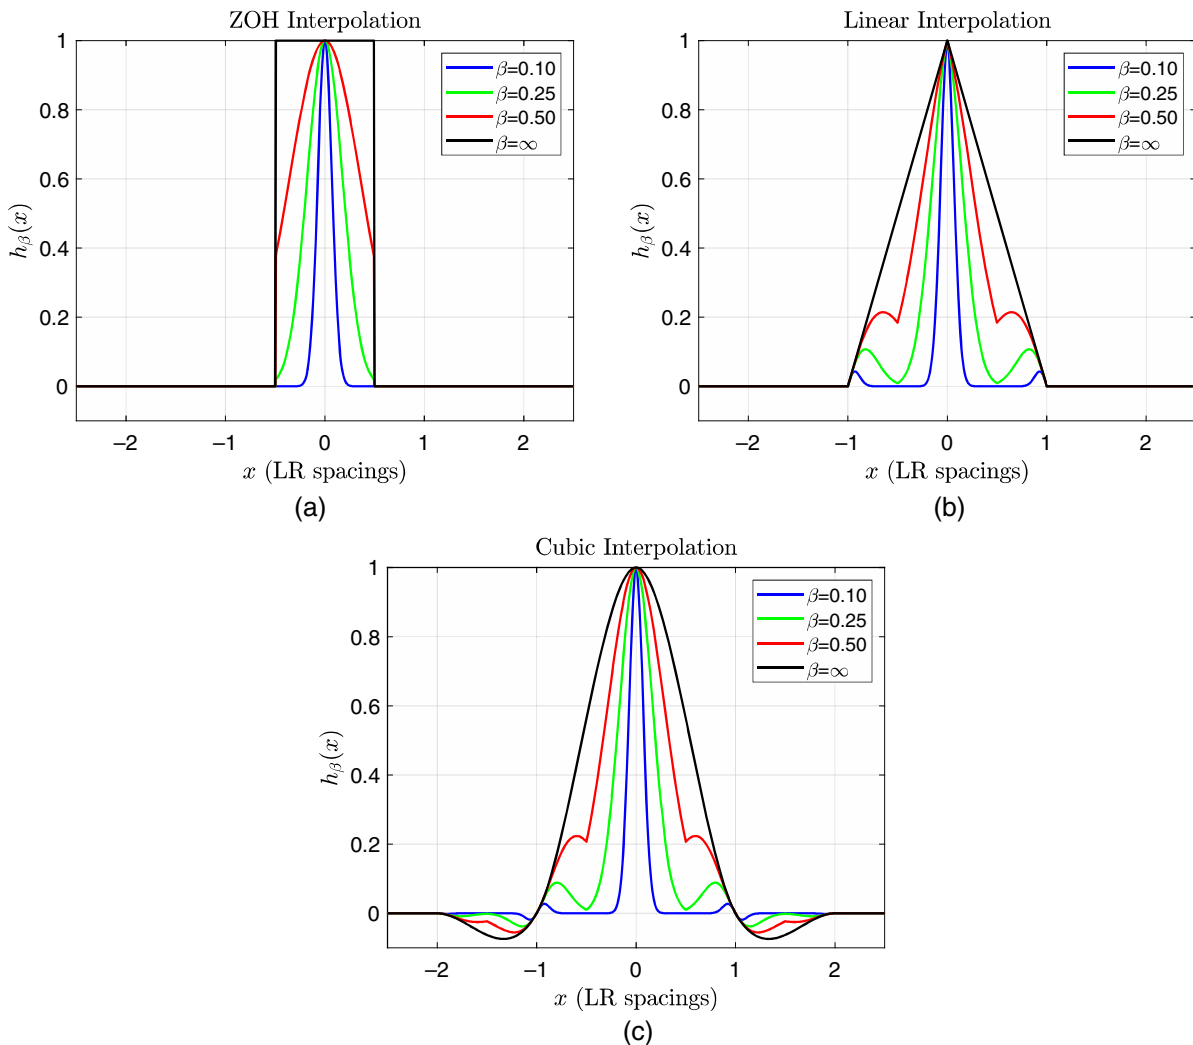 ZOH Interpolation
1
0.8
0.6
0.4
0.2
0
−2 −1 0 1 2
hβ(x)
x (LR spacings)
β=0.10
β=0.25
β=0.50
β=∞
(a)
Linear Interpolation
1
0.8
0.6
0.4
0.2
0
−2 −1 0 1 2
hβ(x)
x (LR spacings)
β=0.10
β=0.25
β=0.50
β=∞
(b)
Cubic Interpolation
1
0.8
0.6
0.4
0.2
0
−2 −1 0 1 2
hβ(x)
x (LR spacings)
β=0.10
β=0.25
β=0.50
β=∞
(c)